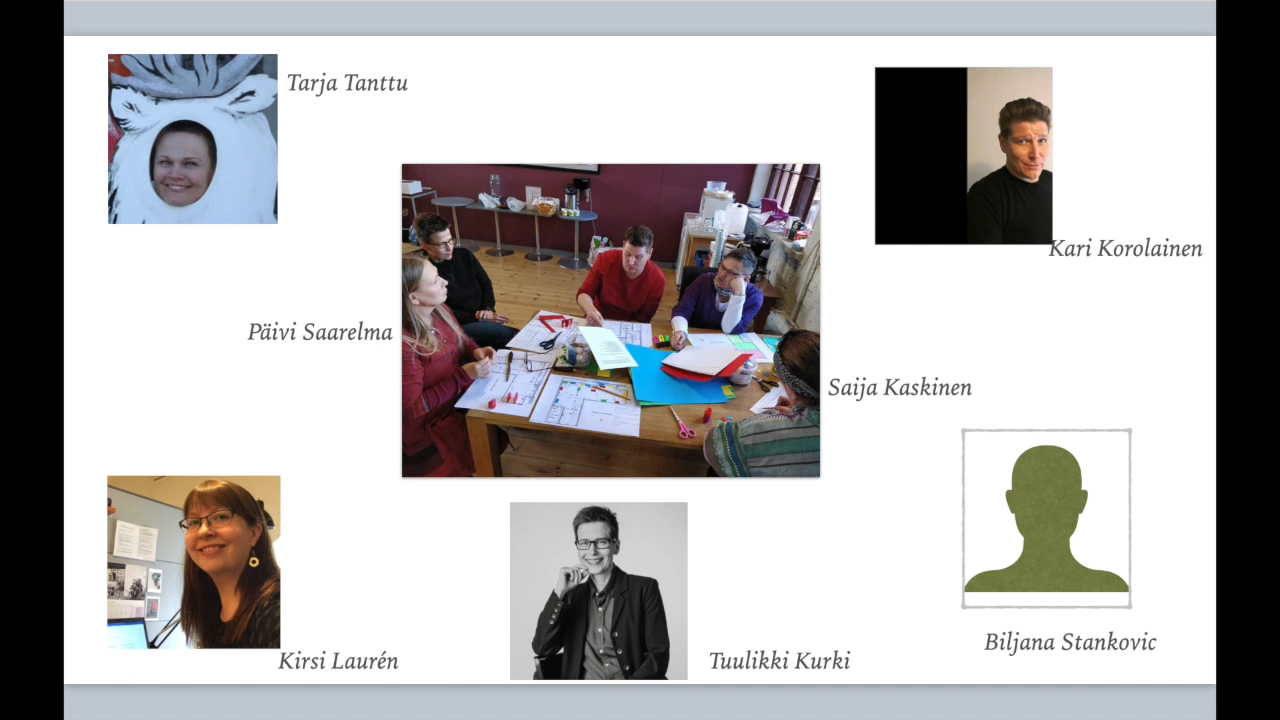 Tarja Tanttu
Kari Korolainen
Päivi Saarelma
Saija Kaskinen
Biljana Stankovic
Kirsi Laurén
Tuulikki Kurki